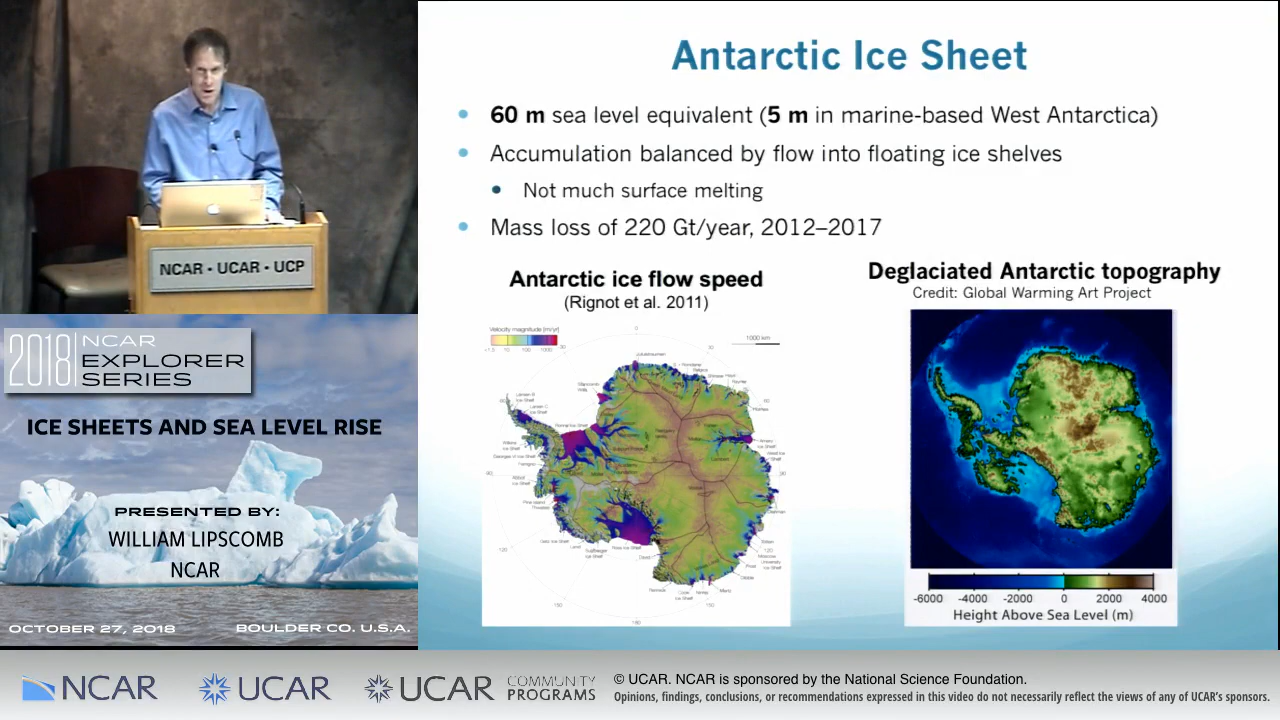 Antarctic Ice Sheet
60 m sea level equivalent (5 m in marine-based West Antarctica)
Accumulation balanced by flow into floating ice shelves
Not much surface melting
Mass loss of 220 Gt/year, 2012–2017
Antarctic ice flow speed
(Rignot et al. 2011)
Velocity magnitude [m/yr]
1000 km
Deglaciated Antarctic topography
Credit: Global Warming Art Project
-6000 -4000 -2000 0 2000 4000
Height Above Sea Level (m)
NCAR • UCAR • UCP
NCAR
EXPLORER
SERIES
ICE SHEETS AND SEA LEVEL RISE
PRESENTED BY:
WILLIAM LIPSCOMB
NCAR
OCTOBER 27, 2018
BOULDER CO. U.S.A.
NCAR
UCAR
UCAR
COMMUNITY
PROGRAMS
© UCAR. NCAR is sponsored by the National Science Foundation.
Opinions, findings, conclusions, or recommendations expressed in this video do not necessarily reflect the views of any of UCAR's sponsors.